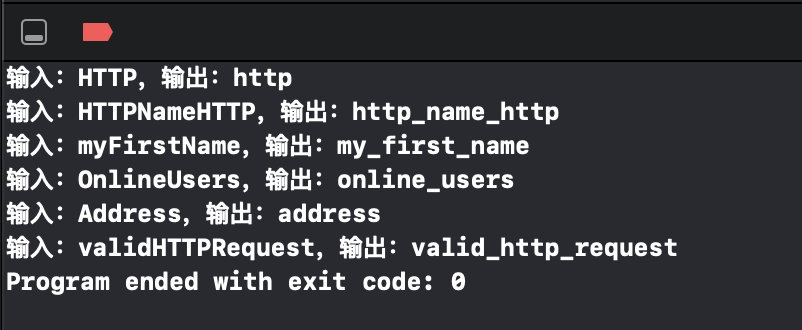 输入：HTTP，输出：http
输入：HTTPNameHTTP，输出：http_name_http
输入：myFirstName，输出：my_first_name
输入：OnlineUsers，输出：online_users
输入：Address，输出：address
输入：validHTTPRequest，输出：valid_http_request
Program ended with exit code: 0